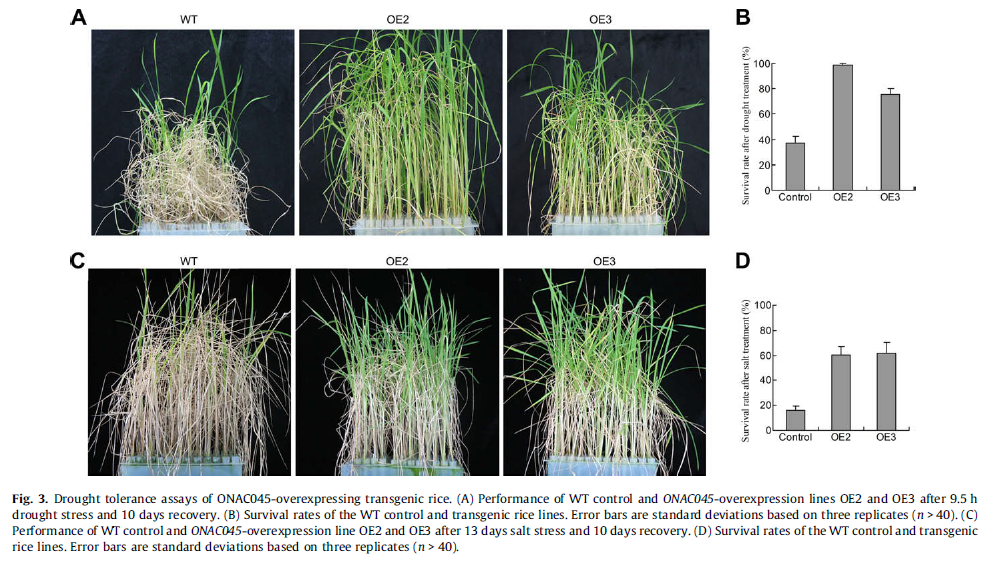 A
WT
OE2
OE3
B
Survival rate after drought treatment (%)
100
80
60
40
20
0
Control
OE2
OE3
C
WT
OE2
OE3
D
Survival rate after salt treatment (%)
100
80
60
40
20
0
Control
OE2
OE3
Fig. 3. Drought tolerance assays of ONAC045-overexpressing transgenic rice. (A) Performance of WT control and ONAC045-overexpression lines OE2 and OE3 after 9.5 h
drought stress and 10 days recovery. (B) Survival rates of the WT control and transgenic rice lines. Error bars are standard deviations based on three replicates (n > 40). (C)
Performance of WT control and ONAC045-overexpression line OE2 and OE3 after 13 days salt stress and 10 days recovery. (D) Survival rates of the WT control and transgenic
rice lines. Error bars are standard deviations based on three replicates (n > 40).